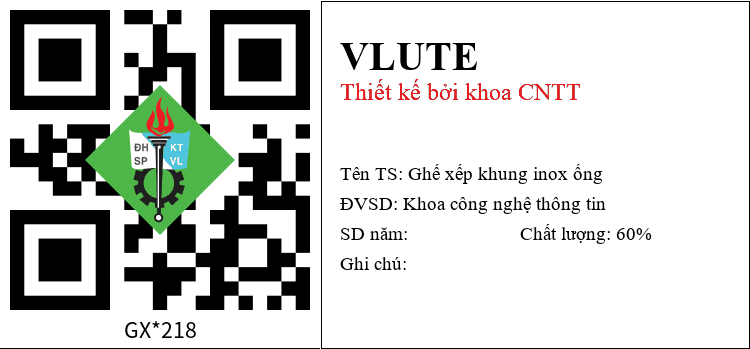 ĐH
SP
KT
VL
GX*218
VLUTE
Thiết kế bởi khoa CNTT
Tên TS: Ghế xếp khung inox ống
ĐVSD: Khoa công nghệ thông tin
SD năm: Chất lượng: 60%
Ghi chú: